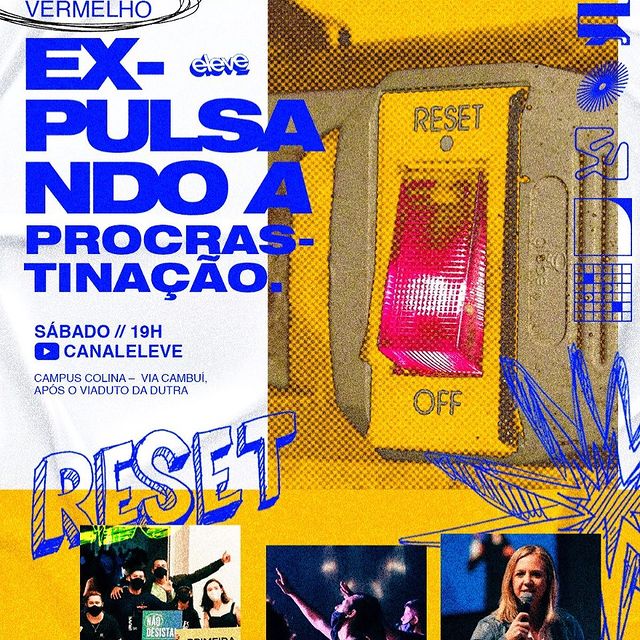 VERMELHO
EX-
PULSA
NDO A
PROCRAS-
TINAÇÃO.
eleve
SÁBADO // 19H
CANALELEVE
CAMPUS COLINA – VIA CAMBUÍ,
APÓS O VIADUTO DA DUTRA
RESET
OFF
RESET
NÃO
DESISTA
PRIMEIRA